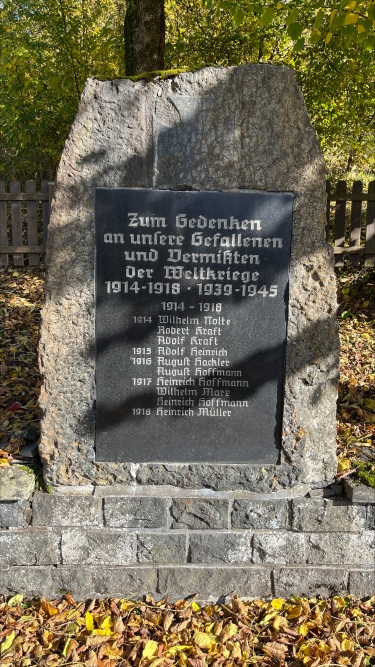 Zum Gedenken
an unsere Gefallenen
und Vermißten
der Weltkriege
1914-1918 · 1939-1945
1914 - 1918
1914 Wilhelm Nolte
Robert Kraft
Adolf Kraft
1915 Adolf Heinrich
1916 August Hackler
August Hoffmann
1917 Heinrich Hoffmann
Wilhelm Marx
Heinrich Hoffmann
1918 Heinrich Müller